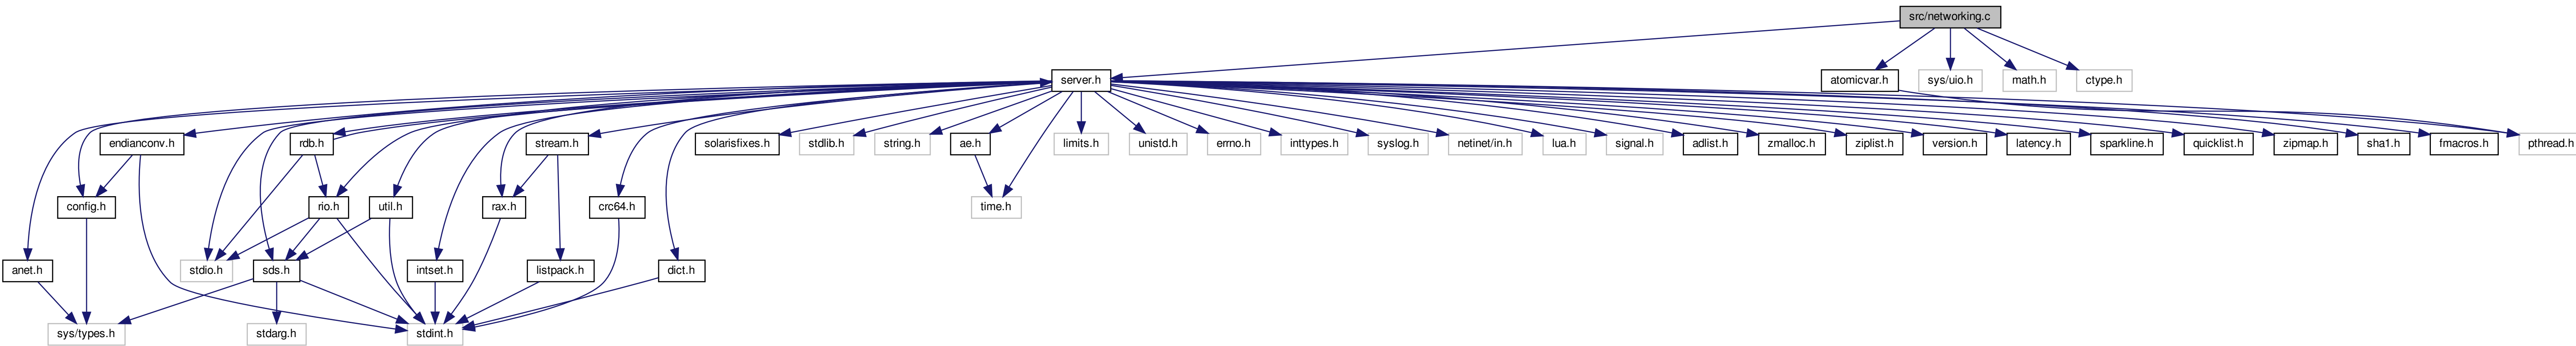 src/networking.c
server.h
atomicvar.h
sys/uio.h
math.h
ctype.h
endianconv.h
rdb.h
stream.h
solarisfixes.h
stdlib.h
string.h
ae.h
limits.h
unistd.h
errno.h
inttypes.h
syslog.h
netinet/in.h
lua.h
signal.h
adlist.h
zmalloc.h
ziplist.h
version.h
latency.h
sparkline.h
quicklist.h
zipmap.h
sha1.h
fmacros.h
pthread.h
config.h
rio.h
util.h
rax.h
crc64.h
time.h
anet.h
stdio.h
sds.h
intset.h
listpack.h
dict.h
sys/types.h
stdarg.h
stdint.h